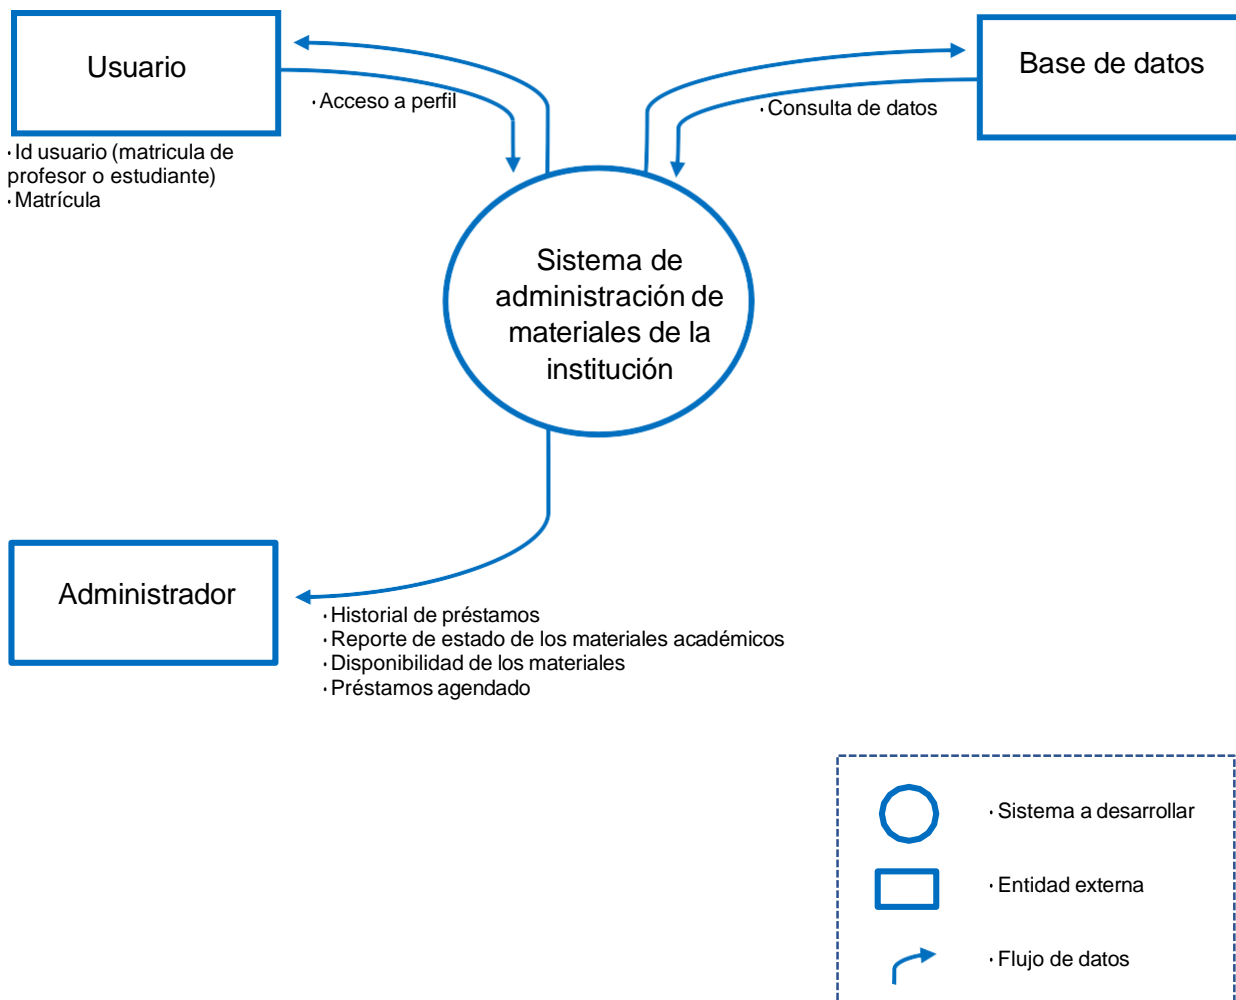 Usuario
Base de datos
· Acceso a perfil
· Consulta de datos
· Id usuario (matricula de
profesor o estudiante)
· Matrícula
Sistema de
administración de
materiales de la
institución
Administrador
· Historial de préstamos
· Reporte de estado de los materiales académicos
· Disponibilidad de los materiales
· Préstamos agendado
· Sistema a desarrollar
· Entidad externa
· Flujo de datos